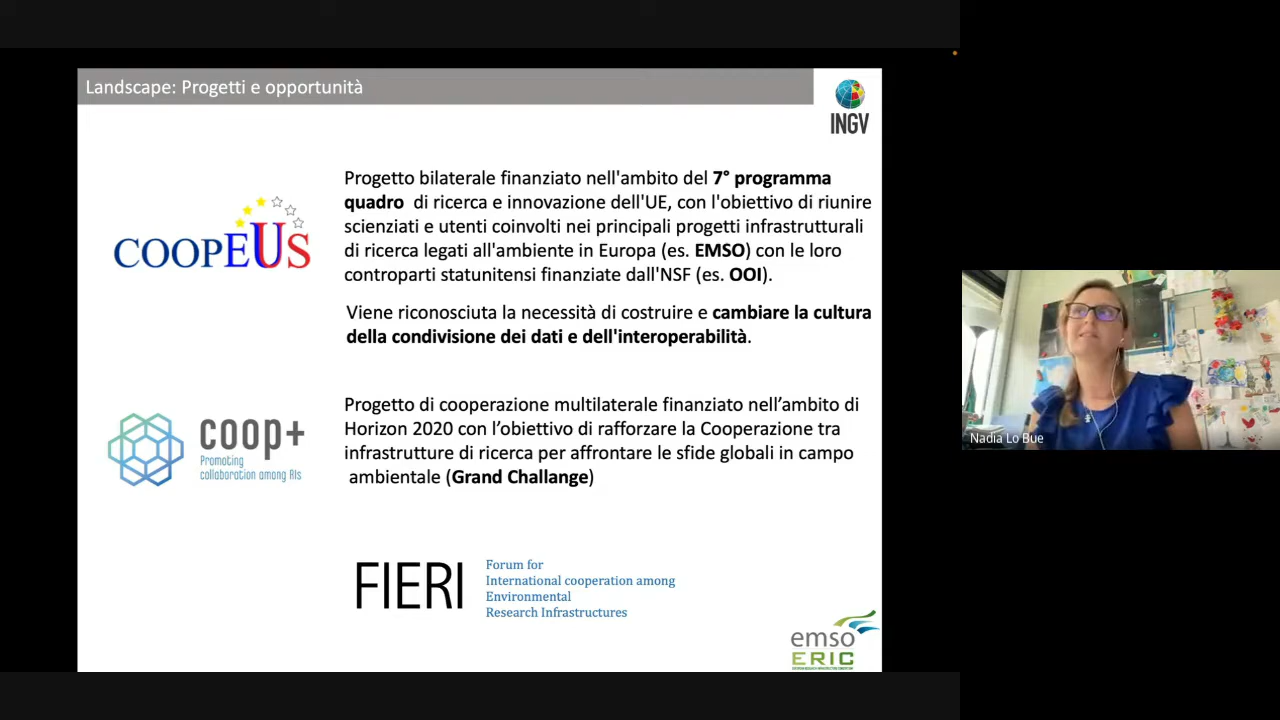 Landscape: Progetti e opportunità
INGV
Progetto bilaterale finanziato nell'ambito del 7° programma
quadro di ricerca e innovazione dell'UE, con l'obiettivo di riunire
scienziati e utenti coinvolti nei principali progetti infrastrutturali
di ricerca legati all'ambiente in Europa (es. EMSO) con le loro
controparti statunitensi finanziate dall'NSF (es. OOI).
COOPEUS
Viene riconosciuta la necessità di costruire e cambiare la cultura
della condivisione dei dati e dell'interoperabilità.
coop+
Promoting
collaboration among RIs
Progetto di cooperazione multilaterale finanziato nell’ambito di
Horizon 2020 con l’obiettivo di rafforzare la Cooperazione tra
infrastrutture di ricerca per affrontare le sfide globali in campo
ambientale (Grand Challange)
FIERI
Forum for
International cooperation among
Environmental
Research Infrastructures
emso
ERIC
Nadia Lo Bue